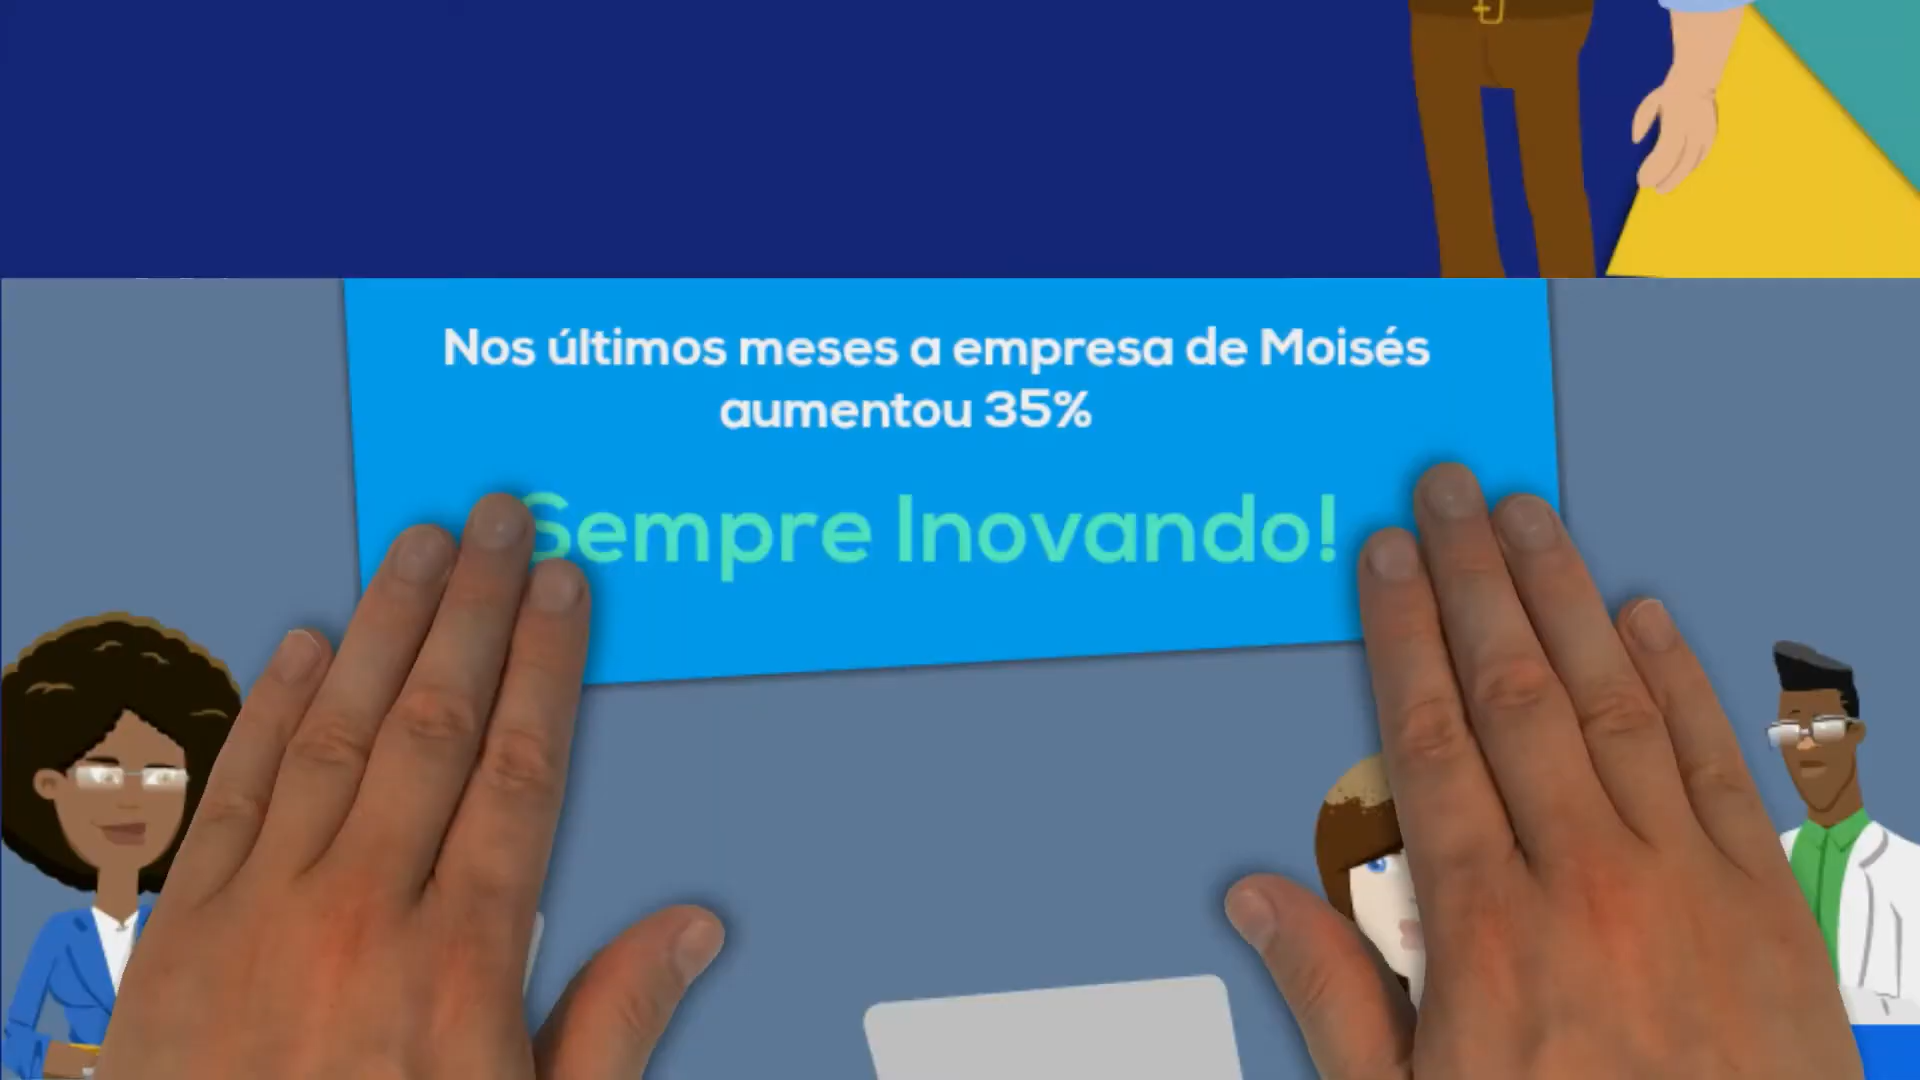 Nos últimos meses a empresa de Moisés
aumentou 35%
Sempre Inovando!